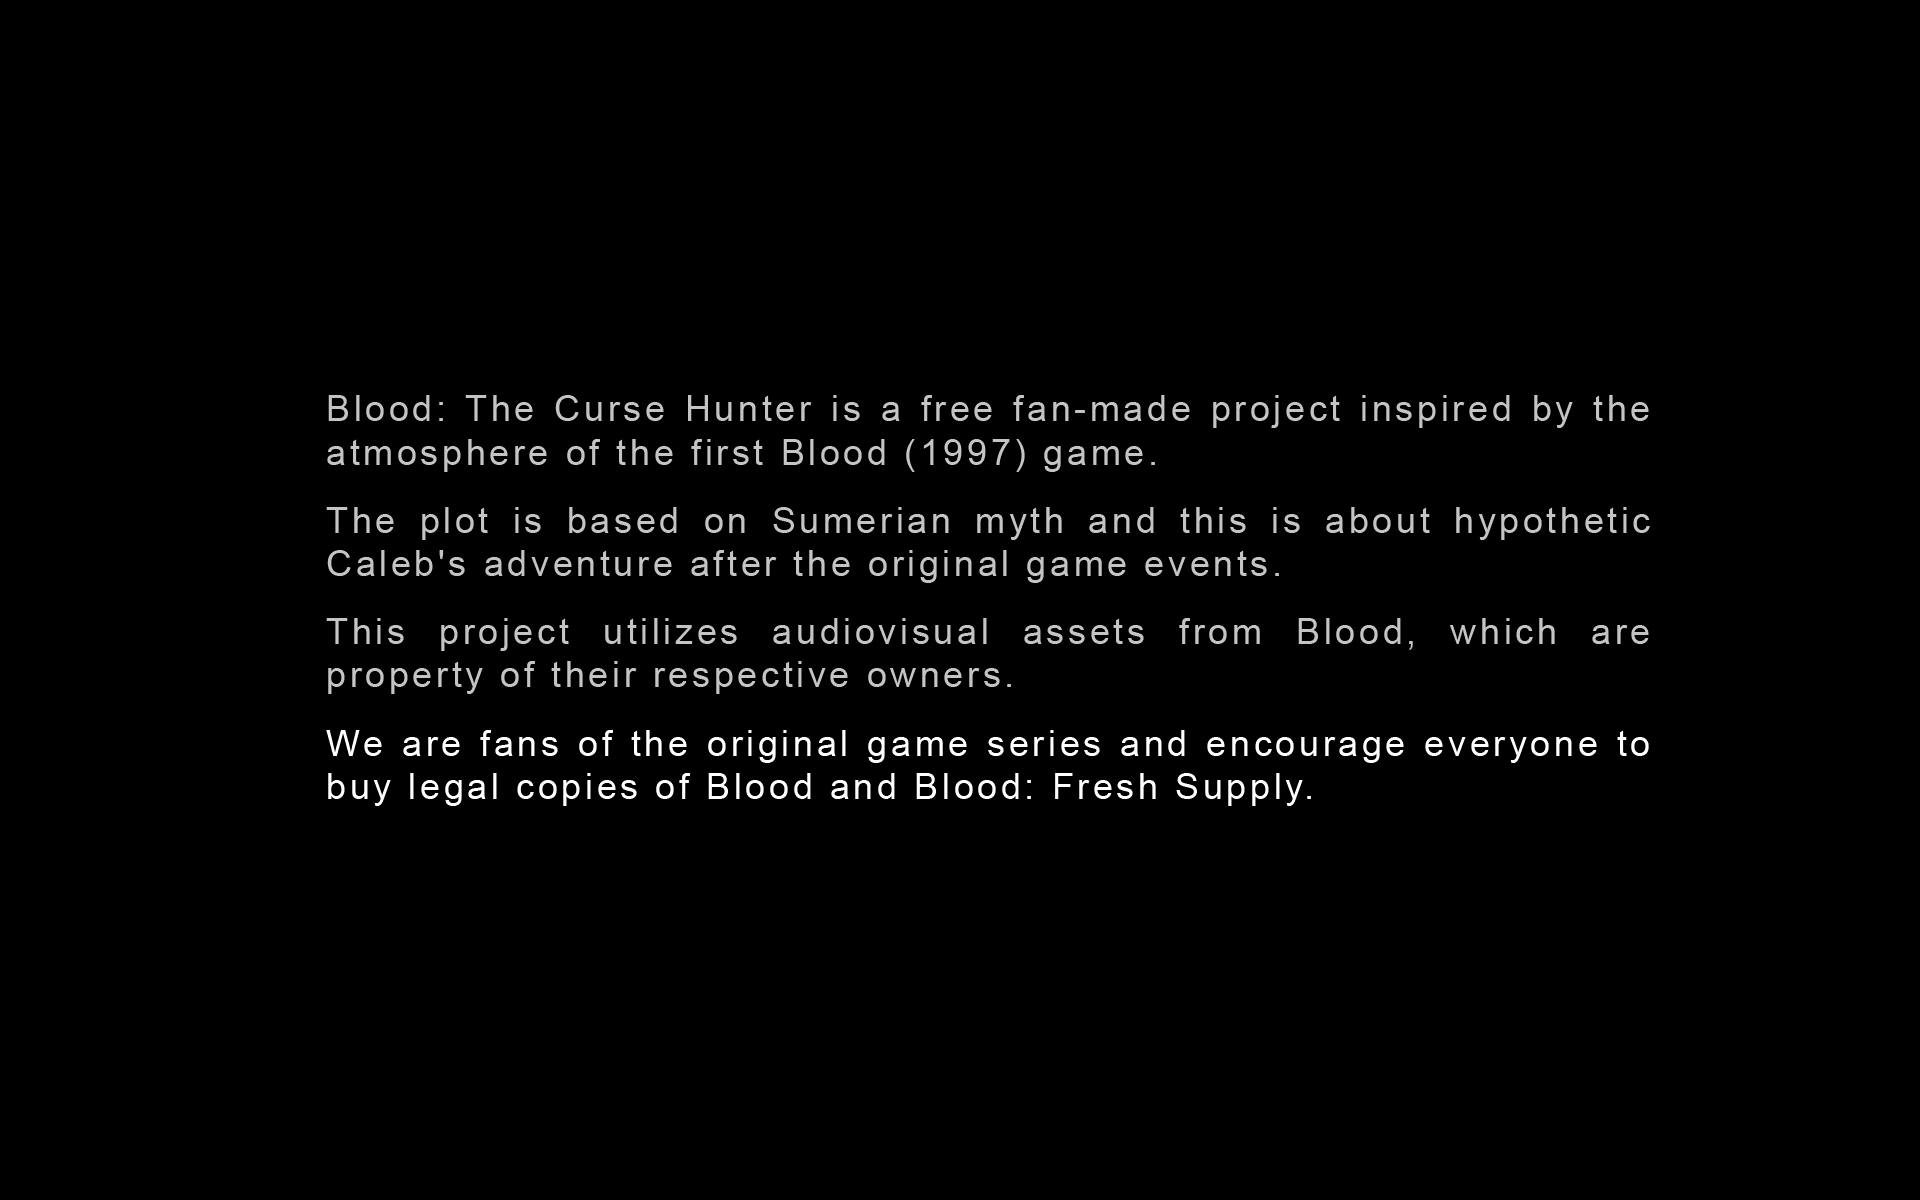 Blood: The Curse Hunter is a free fan-made project inspired by the
atmosphere of the first Blood (1997) game.
The plot is based on Sumerian myth and this is about hypothetic
Caleb's adventure after the original game events.
This project utilizes audiovisual assets from Blood, which are
property of their respective owners.
We are fans of the original game series and encourage everyone to
buy legal copies of Blood and Blood: Fresh Supply.